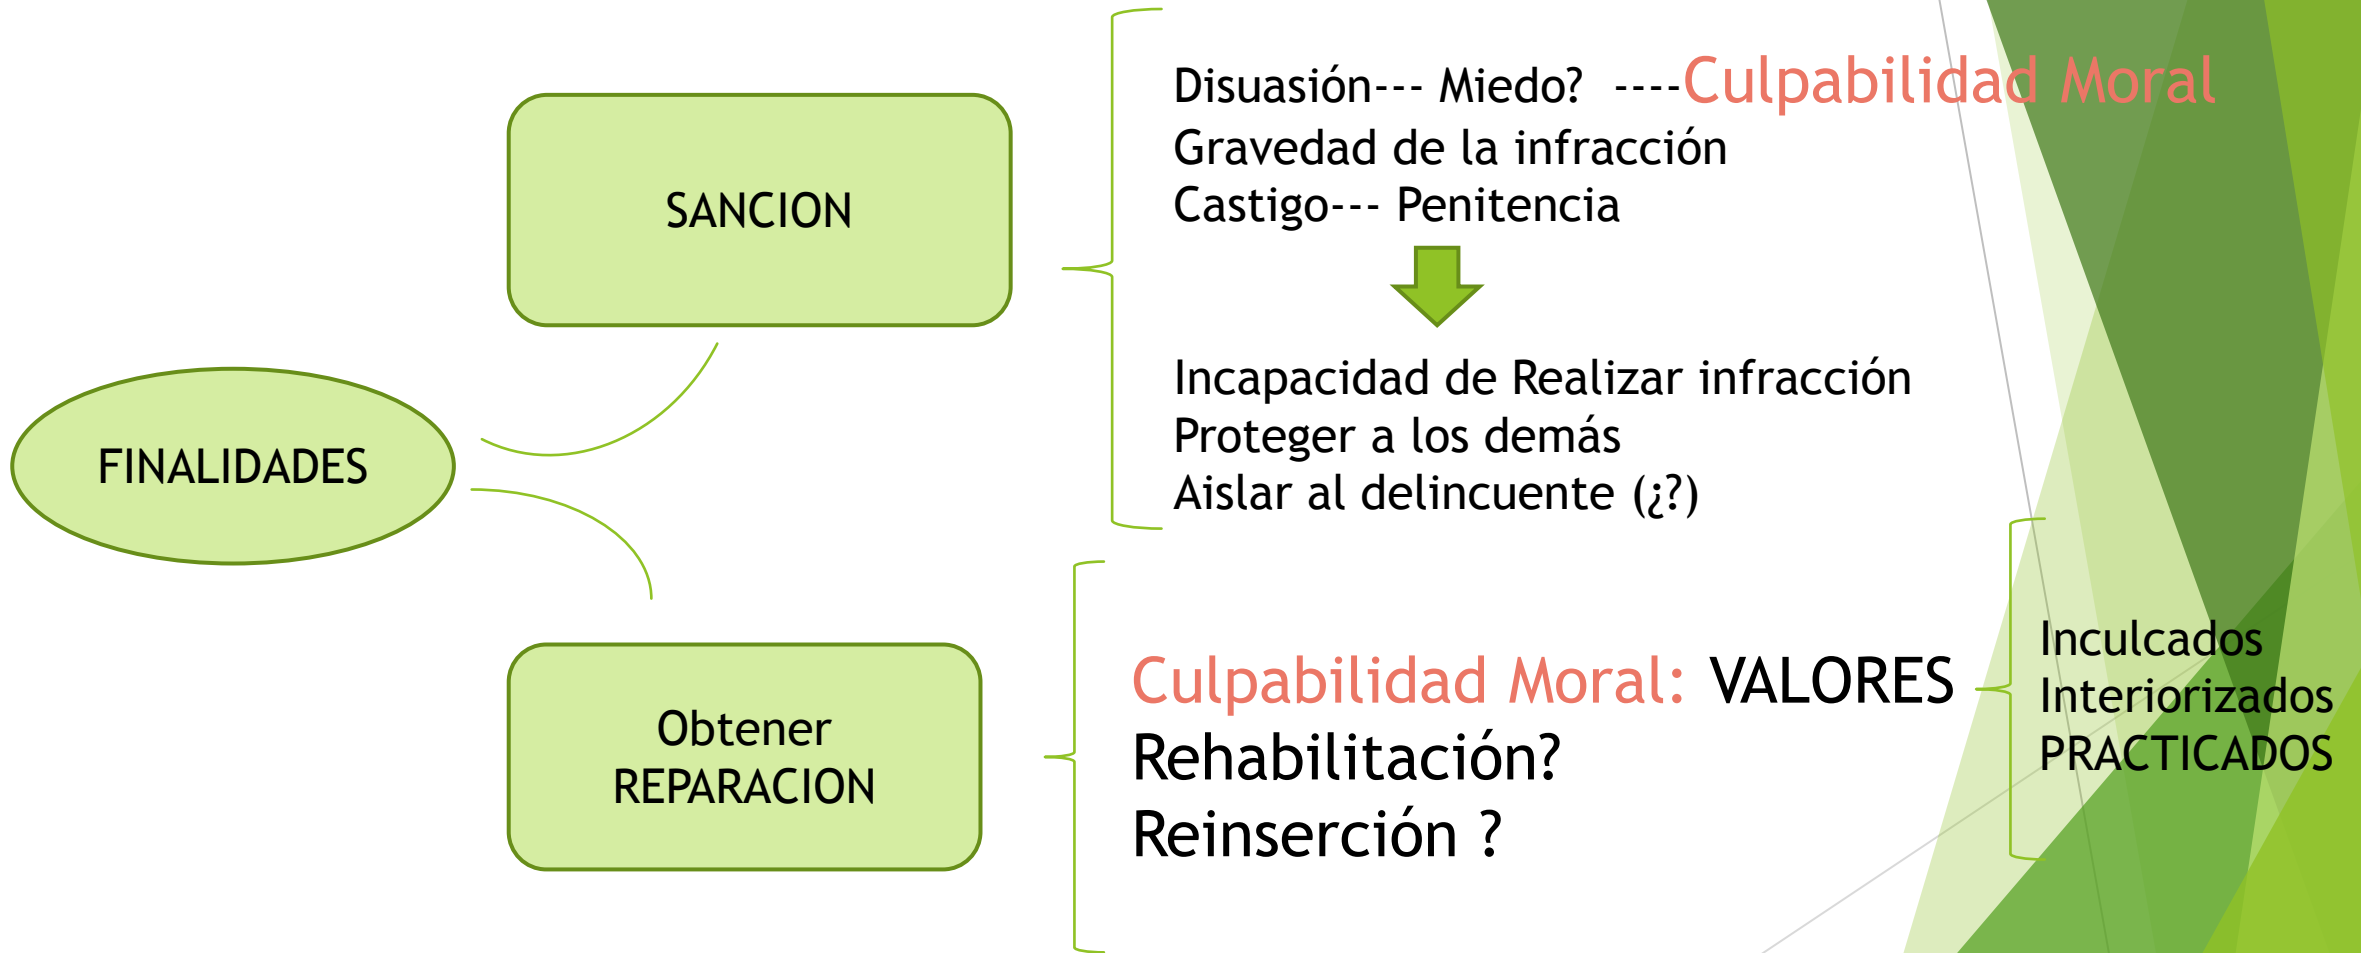 Disuasión--- Miedo? ----Culpabilidad Moral
Gravedad de la infracción
Castigo--- Penitencia
SANCION
Incapacidad de Realizar infracción
Proteger a los demás
Aislar al delincuente (¿?)
FINALIDADES
Obtener
REPARACION
Culpabilidad Moral: VALORES
Rehabilitación?
Reinserción ?
Inculcados
Interiorizados
PRACTICADOS